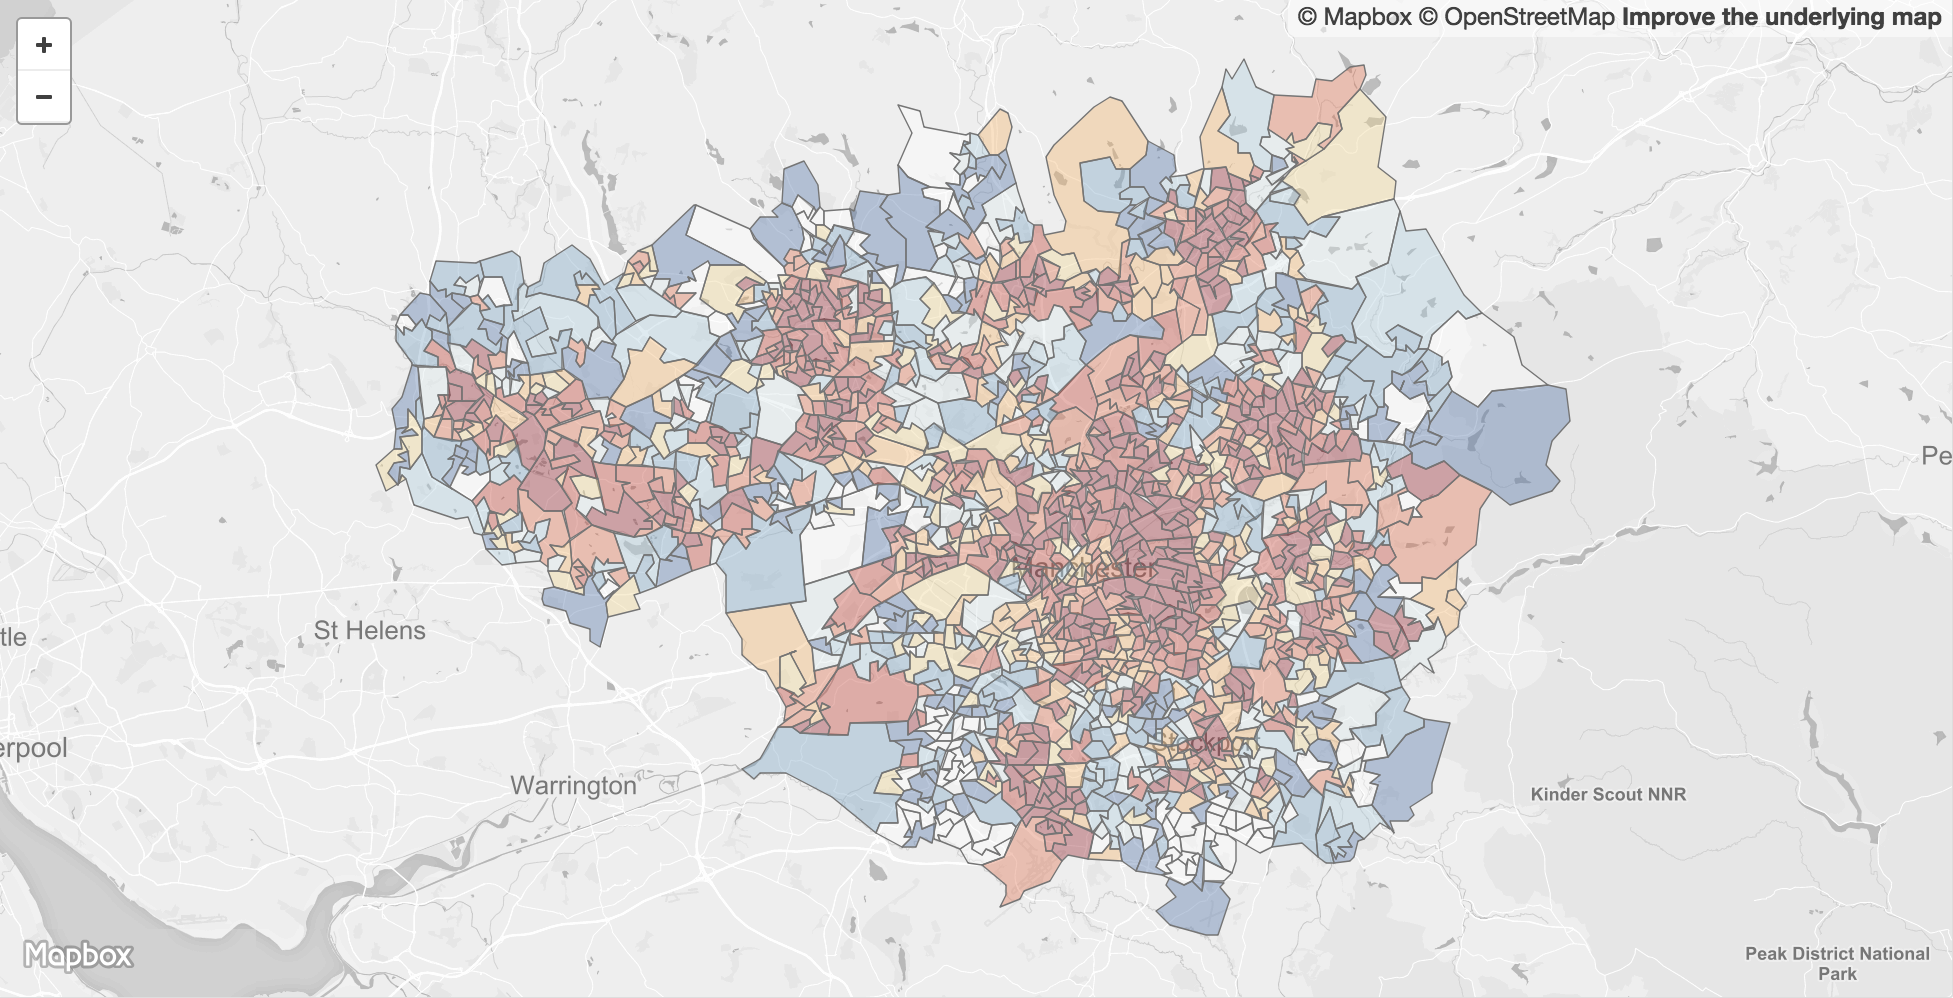 © Mapbox © OpenStreetMap Improve the underlying map
+
−
Pe
Manchester
St Helens
tle
Stockport
erpool
Warrington
Kinder Scout NNR
Mapbox
Peak District National
Park